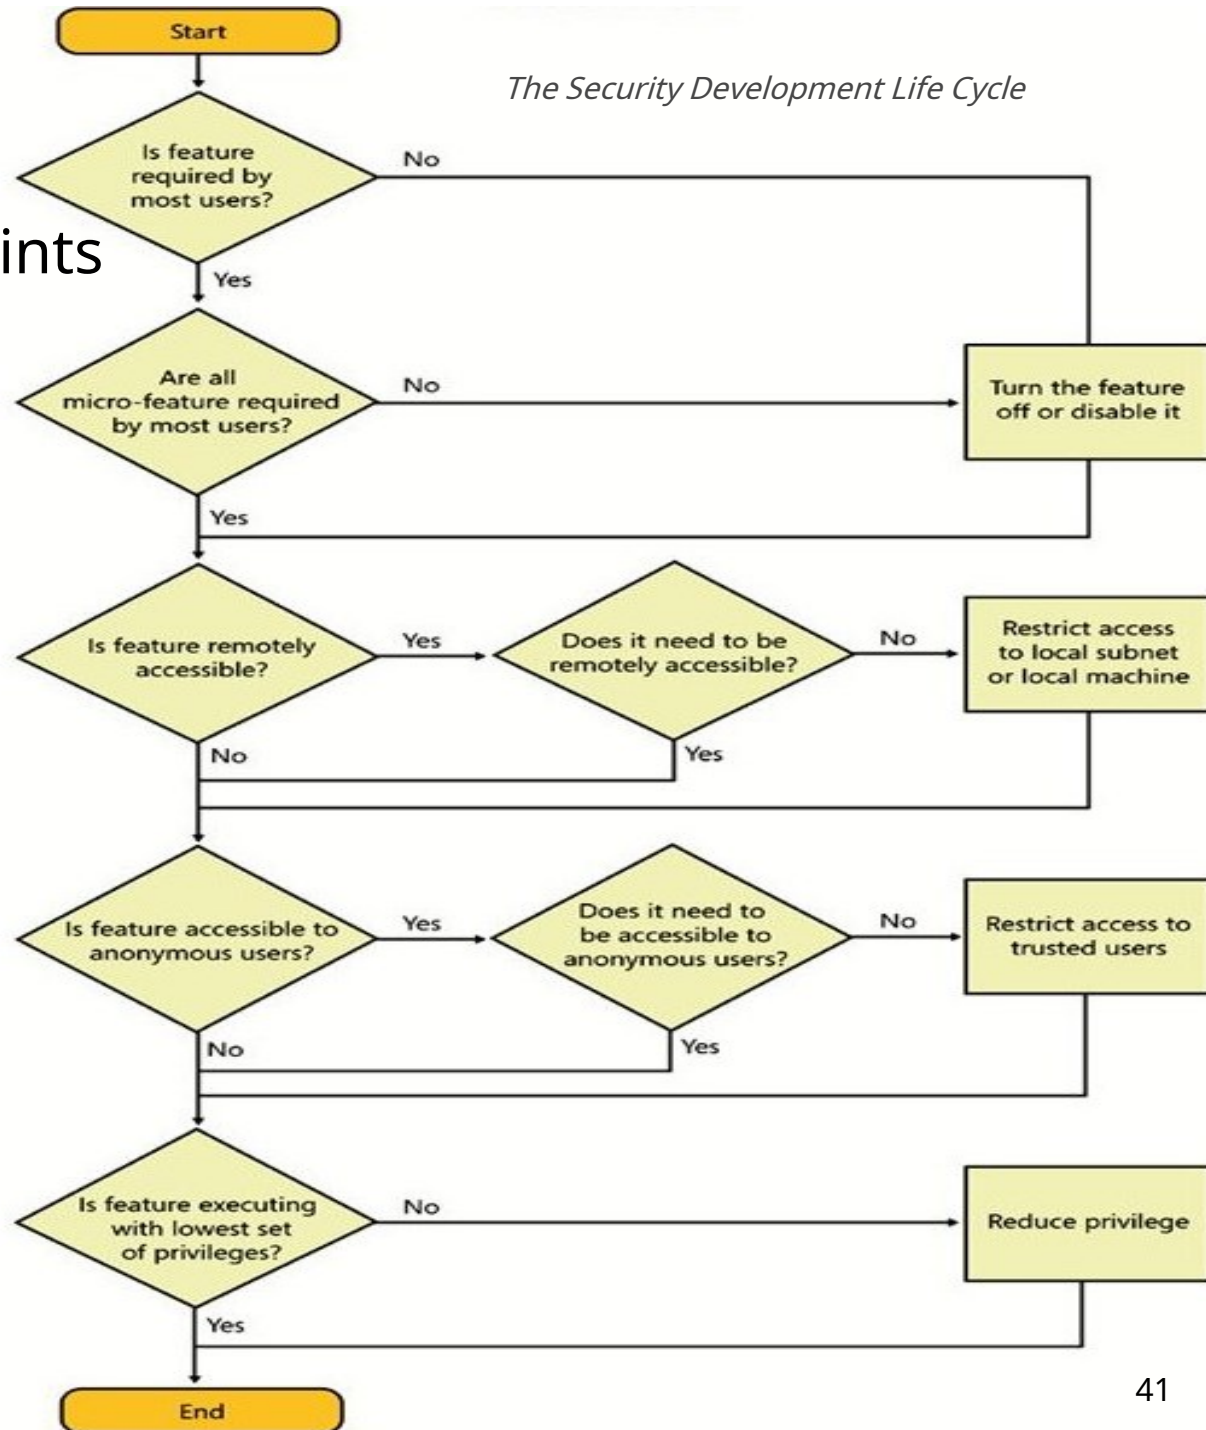 Start
The Security Development Life Cycle
Is feature
required by
most users?
No
ints
Yes
Are all
micro-feature required
by most users?
No
Turn the feature
off or disable it
Yes
Is feature remotely
accessible?
Yes
Does it need to be
remotely accessible?
No
Restrict access
to local subnet
or local machine
No
Yes
Is feature accessible to
anonymous users?
Yes
Does it need to
be accessible to
anonymous users?
No
Restrict access to
trusted users
No
Yes
Is feature executing
with lowest set
of privileges?
No
Reduce privilege
Yes
End
41